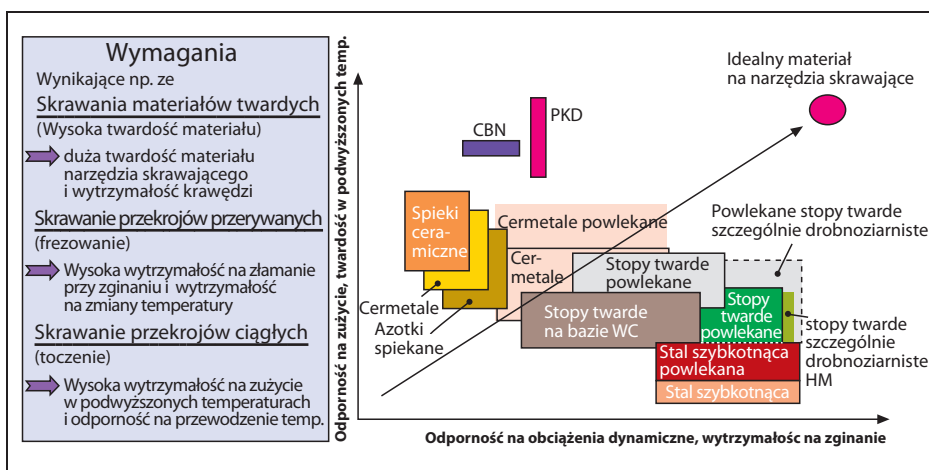 Wymagania
Wynikające np. ze
Skrawania materiałów twardych
(Wysoka twardość materiału)
duża twardość materiału
narzędzia skrawającego
i wytrzymałość krawędzi
Skrawanie przekrojów przerywanych
(frezowanie)
Wysoka wytrzymałość na złamanie
przy zginaniu i wytrzymałość
na zmiany temperatury
Skrawanie przekrojów ciągłych
(toczenie)
Wysoka wytrzymałość na zużycie
w podwyższonych temperaturach
i odporność na przewodzenie temp.
Odporność na zużycie, twardość w podwyższonych temp.
Idealny materiał
na narzędzia skrawające
CBN
PKD
Spieki
cera-
miczne
Cermetale powlekane
Cer-
metale
Powlekane stopy twarde
szczególnie drobnoziarniste
Stopy twarde
powlekane
Cermetale
Azotki
spiekane
Stopy twarde
na bazie WC
Stopy
twarde
powlekane
stopy twarde
szczególnie
drobnoziarniste
HM
Stal szybkotnąca
powlekana
Stal szybkotnąca
Odporność na obciążenia dynamiczne, wytrzymałośc na zginanie